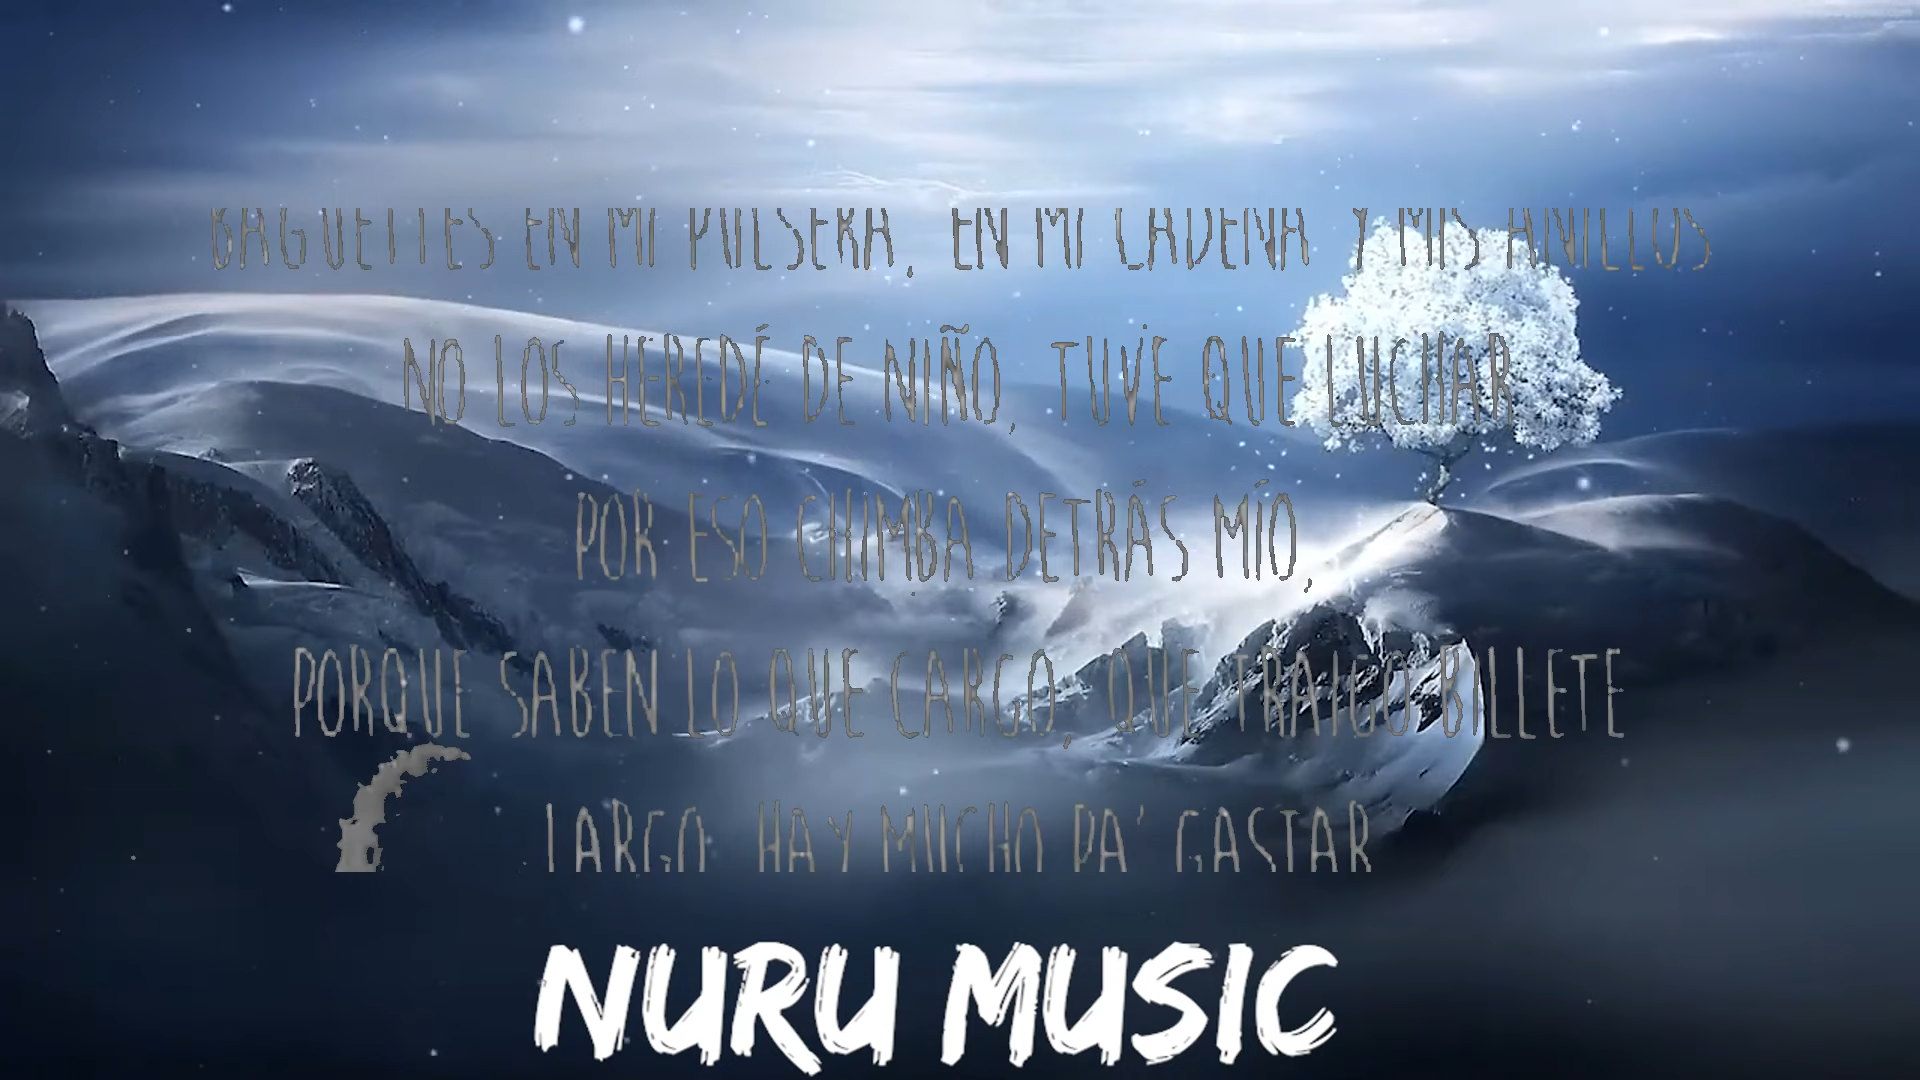 BAGUETTES EN MI PULSERA, EN MI CADENA Y MIS ANILLOS
NO LOS HEREDÉ DE NIÑO, TUVE QUE LUCHAR
POR ESO CHIMBA DETRÁS MÍO,
PORQUE SABEN LO QUE CARGO, QUE TRAIGO BILLETE
LARGO, HAY MUCHO PA' GASTAR
NURU MUSIC